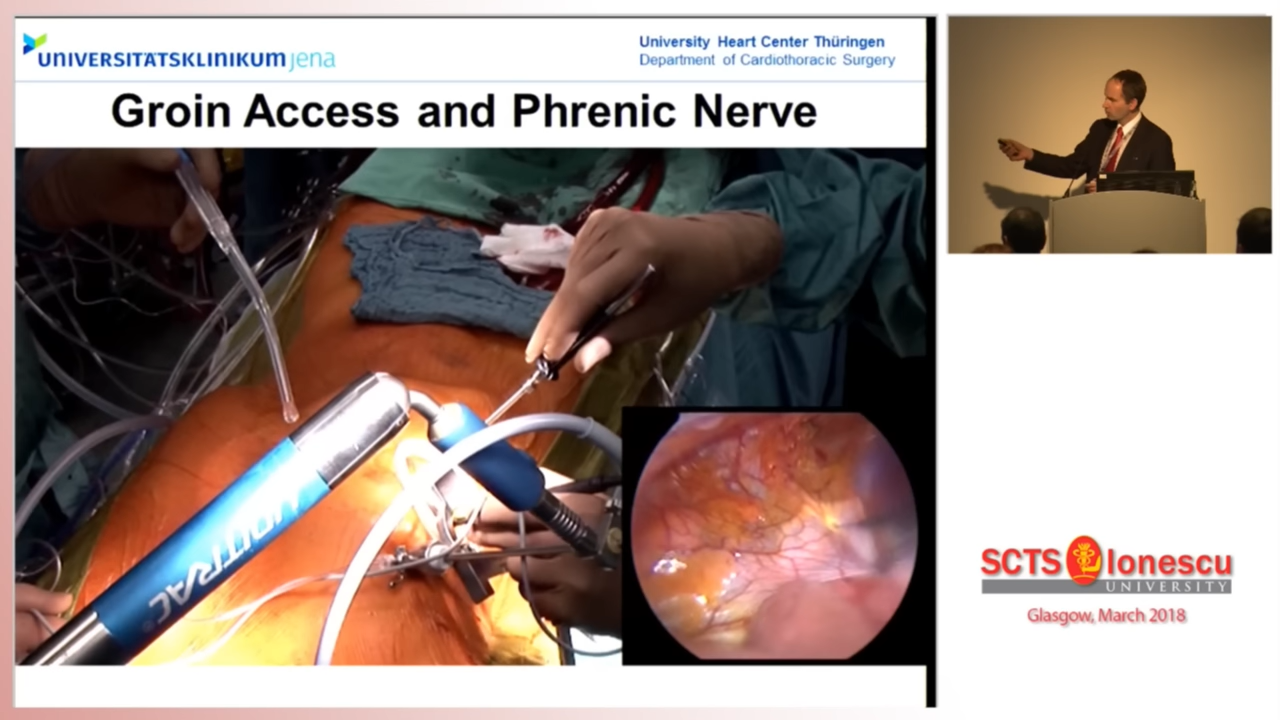 UNIVERSITÄTSKLINIKUM jena
University Heart Center Thüringen
Department of Cardiothoracic Surgery
Groin Access and Phrenic Nerve
UNITRAC
SCTS Ionescu
UNIVERSITY
Glasgow, March 2018